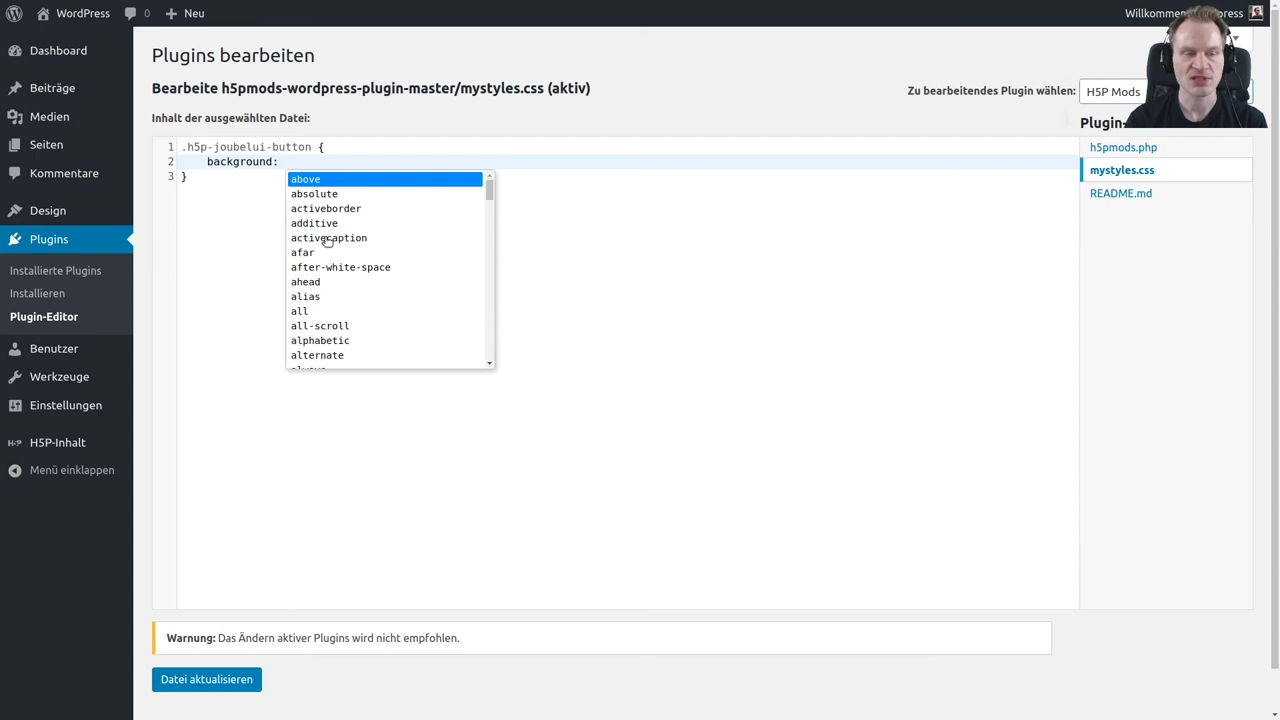 WordPress
0
Neu
Willkommen
Dashboard
Beiträge
Medien
Seiten
Kommentare
Design
Plugins
Installierte Plugins
Installieren
Plugin-Editor
Benutzer
Werkzeuge
Einstellungen
H5P H5P-Inhalt
Menü einklappen
Plugins bearbeiten
Bearbeite h5pmods-wordpress-plugin-master/mystyles.css (aktiv)
Zu bearbeitendes Plugin wählen:
H5P Mods
Inhalt der ausgewählten Datei:
Plugin-
1 .h5p-joubelui-button {
2 background:
3 }
above
absolute
activeborder
additive
activecaption
afar
after-white-space
ahead
alias
all
all-scroll
alphabetic
alternate
h5pmods.php
mystyles.css
README.md
Warnung: Das Ändern aktiver Plugins wird nicht empfohlen.
Datei aktualisieren